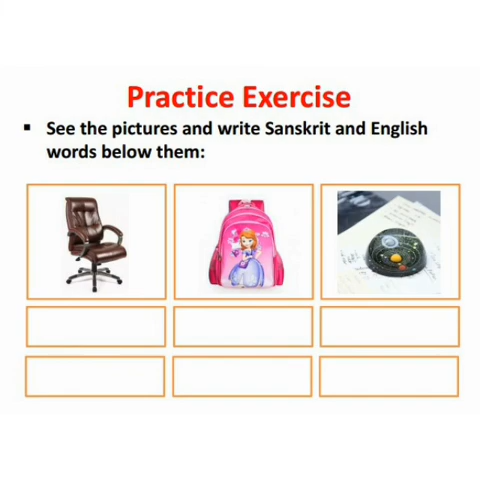 Practice Exercise
▪ See the pictures and write Sanskrit and English
words below them: